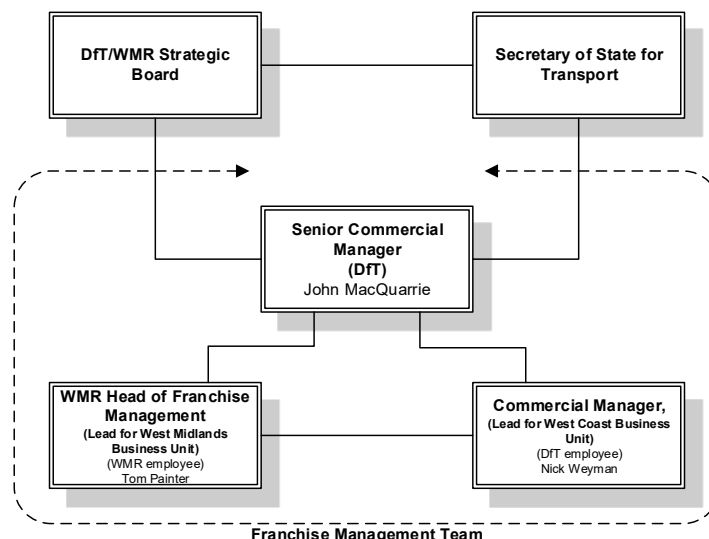 DfT/WMR Strategic
Board
Secretary of State for
Transport
Senior Commercial
Manager
(DfT)
John MacQuarrie
WMR Head of Franchise
Management
(Lead for West Midlands
Business Unit)
(WMR employee)
Tom Painter
Commercial Manager,
(Lead for West Coast Business
Unit)
(DfT employee)
Nick Weyman
Franchise Management Team